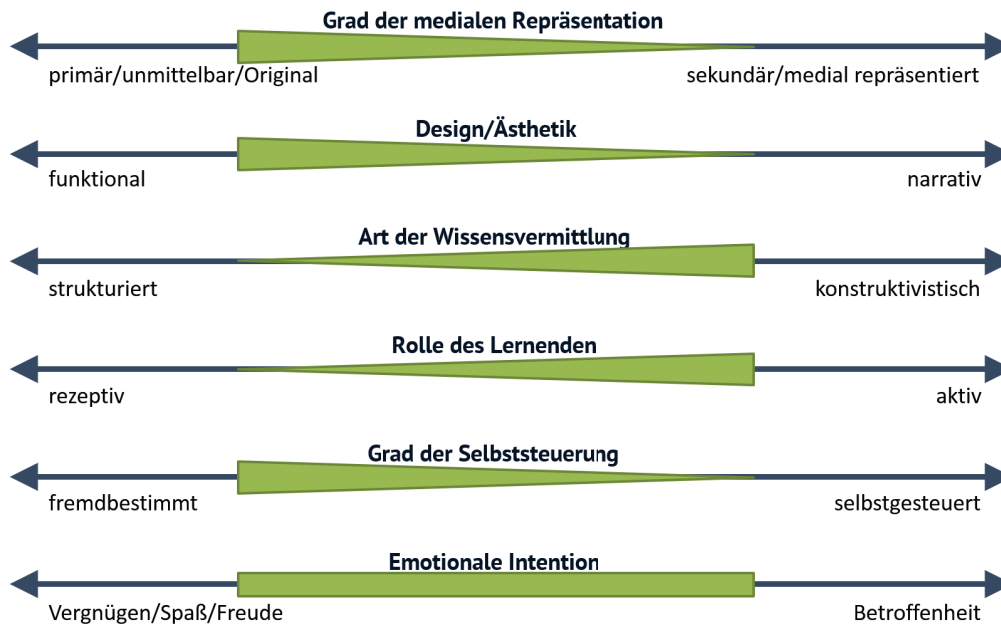 Grad der medialen Repräsentation
primär/unmittelbar/Original
sekundär/medial repräsentiert
Design/Ästhetik
funktional
narrativ
Art der Wissensvermittlung
strukturiert
konstruktivistisch
Rolle des Lernenden
rezeptiv
aktiv
Grad der Selbststeuerung
fremdbestimmt
selbstgesteuert
Emotionale Intention
Vergnügen/Spaß/Freude
Betroffenheit